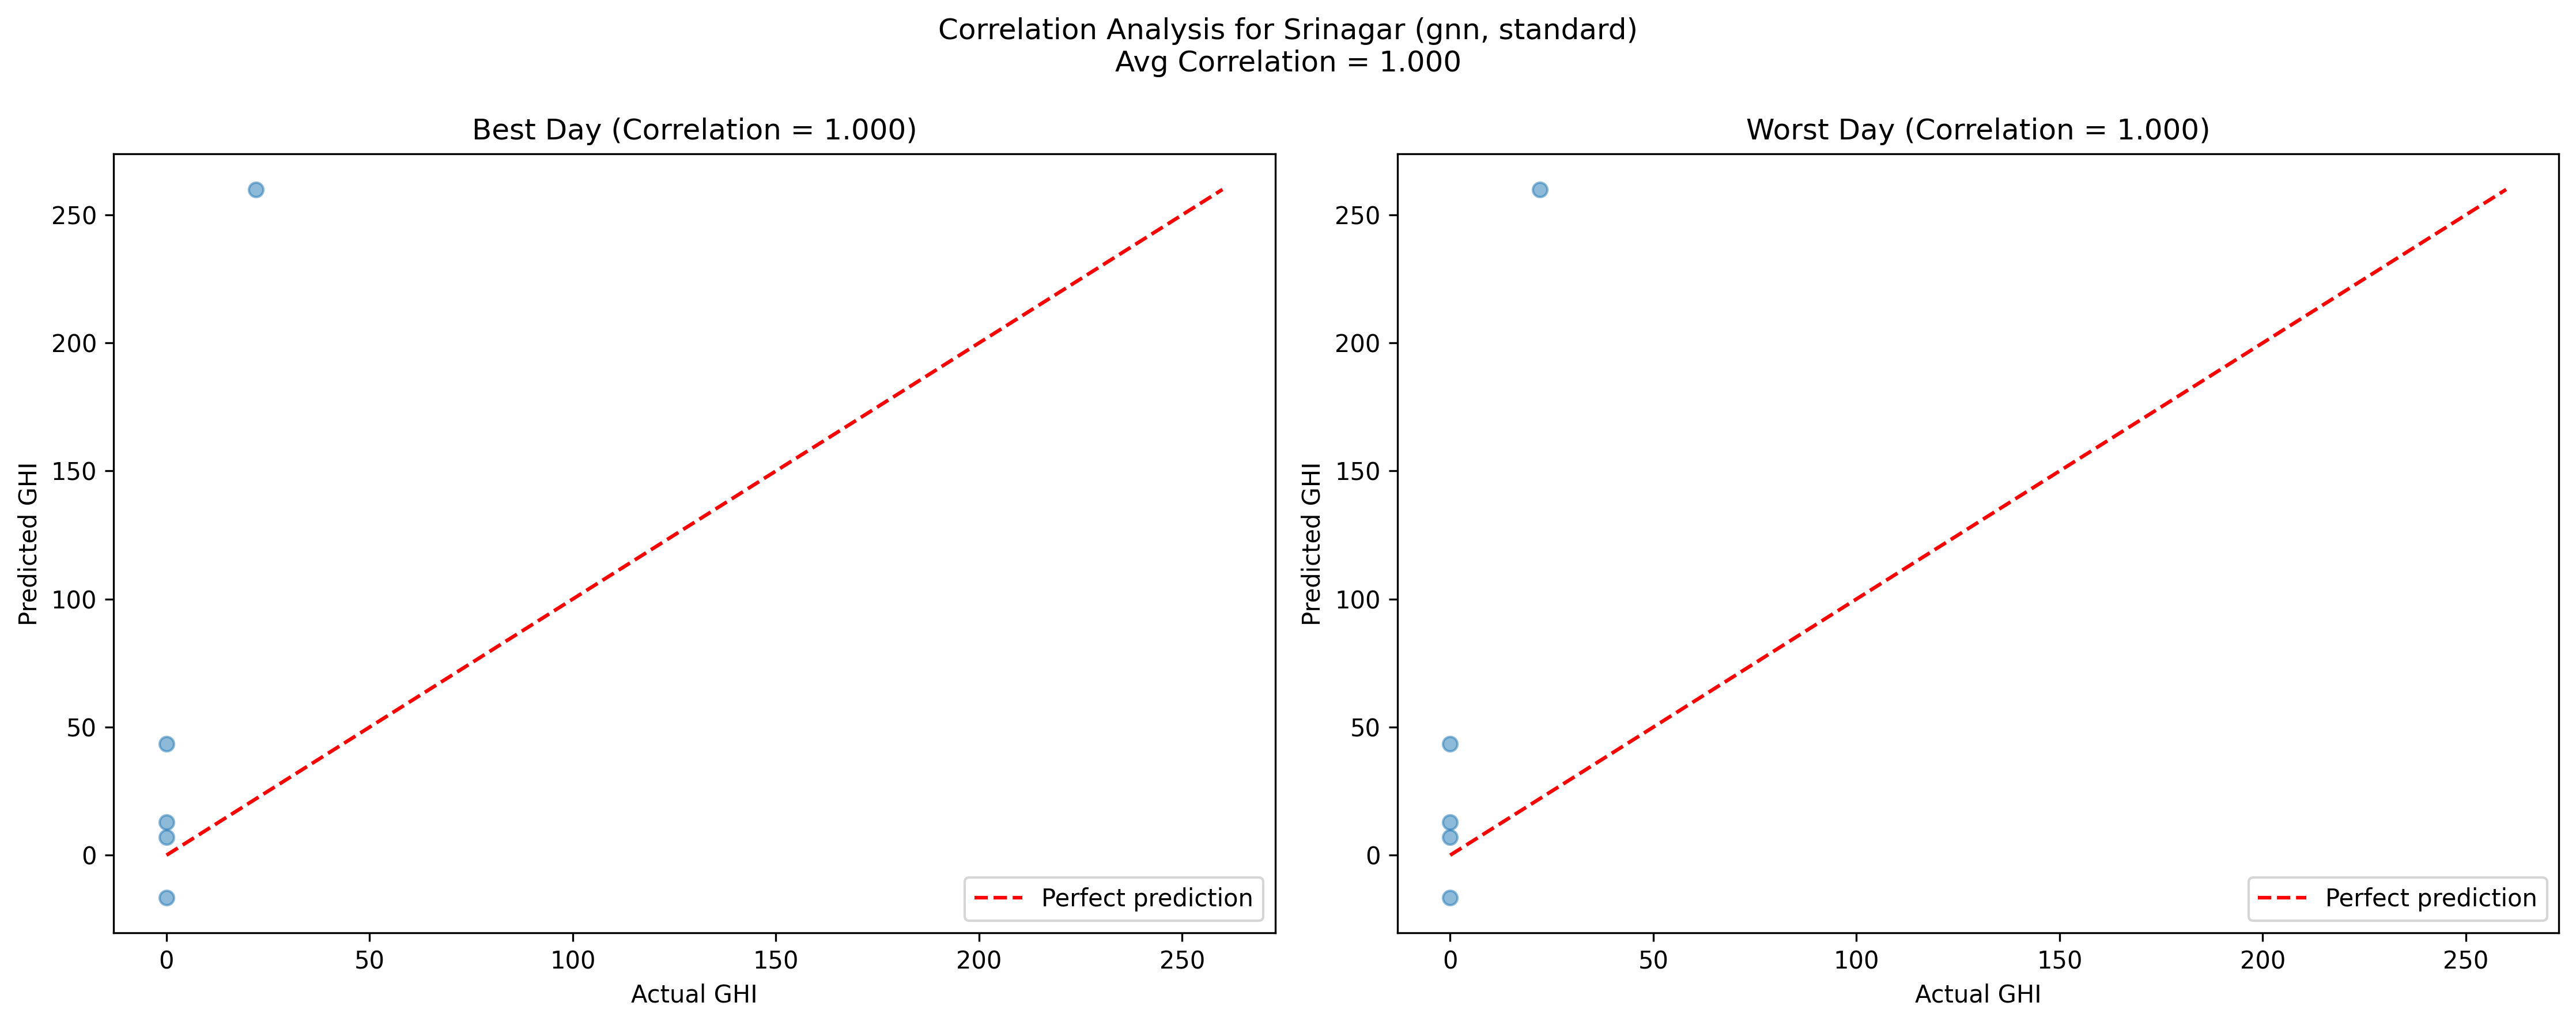 Correlation Analysis for Srinagar (gnn, standard)
Avg Correlation = 1.000
Best Day (Correlation = 1.000)
250
200
150
100
50
0
Predicted GHI
0
50
100
150
200
250
Actual GHI
Perfect prediction
Worst Day (Correlation = 1.000)
250
200
150
100
50
0
Predicted GHI
0
50
100
150
200
250
Actual GHI
Perfect prediction